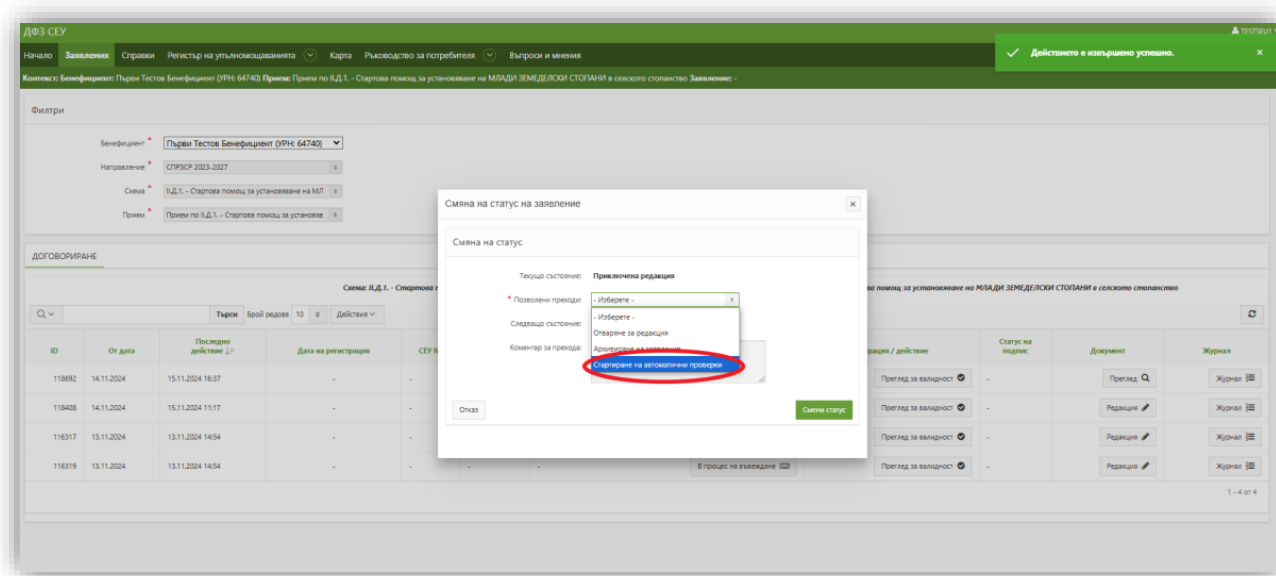 ДФЗ СЕУ
TESTSEU1
Начало Заявления Справки Регистър на упълномощаванията Карта Ръководство за потребителя Въпроси и мнения
Действието е извършено успешно.
Контекст: Бенефициент: Първи Тестов Бенефициент (УРН: 64740) Прием: Прием по II.Д.1. - Стартова помощ за установяване на МЛАДИ ЗЕМЕДЕЛСКИ СТОПАНИ в селското стопанство Заявление: -
Филтри
Бенефициент * Първи Тестов Бенефициент (УРН: 64740)
Направление * СПРЗСР 2023-2027
Схема * II.Д.1. - Стартова помощ за установяване на МЛ
Прием * Прием по II.Д.1. - Стартова помощ за установяв
Смяна на статус на заявление
Смяна на статус
Текущо състояние: Приключена редакция
* Позволени преходи: - Изберете -
- Изберете -
Следващо състояние:
Отваряне за редакция
Коментар за прехода:
Архивиране на заявление
Стартиране на автоматични проверки
Отказ Смени статус
ДОГОВОРИРАНЕ
Схема: II.Д.1. - Стартова п
а помощ за установяване на МЛАДИ ЗЕМЕДЕЛСКИ СТОПАНИ в селското стопанство
Търси Брой редове 10 Действия
ID От дата Последно действие Дата на регистрация СЕУ N рация / действие Статус на подпис Документ Журнал
118692 14.11.2024 15.11.2024 16:37 - - Преглед за валидност - Преглед Журнал
118408 14.11.2024 15.11.2024 11:17 - - Преглед за валидност - Редакция Журнал
116317 13.11.2024 13.11.2024 14:54 - - Преглед за валидност - Редакция Журнал
116319 13.11.2024 13.11.2024 14:54 - - - - В процес на въвеждане Преглед за валидност - Редакция Журнал
1 - 4 от 4